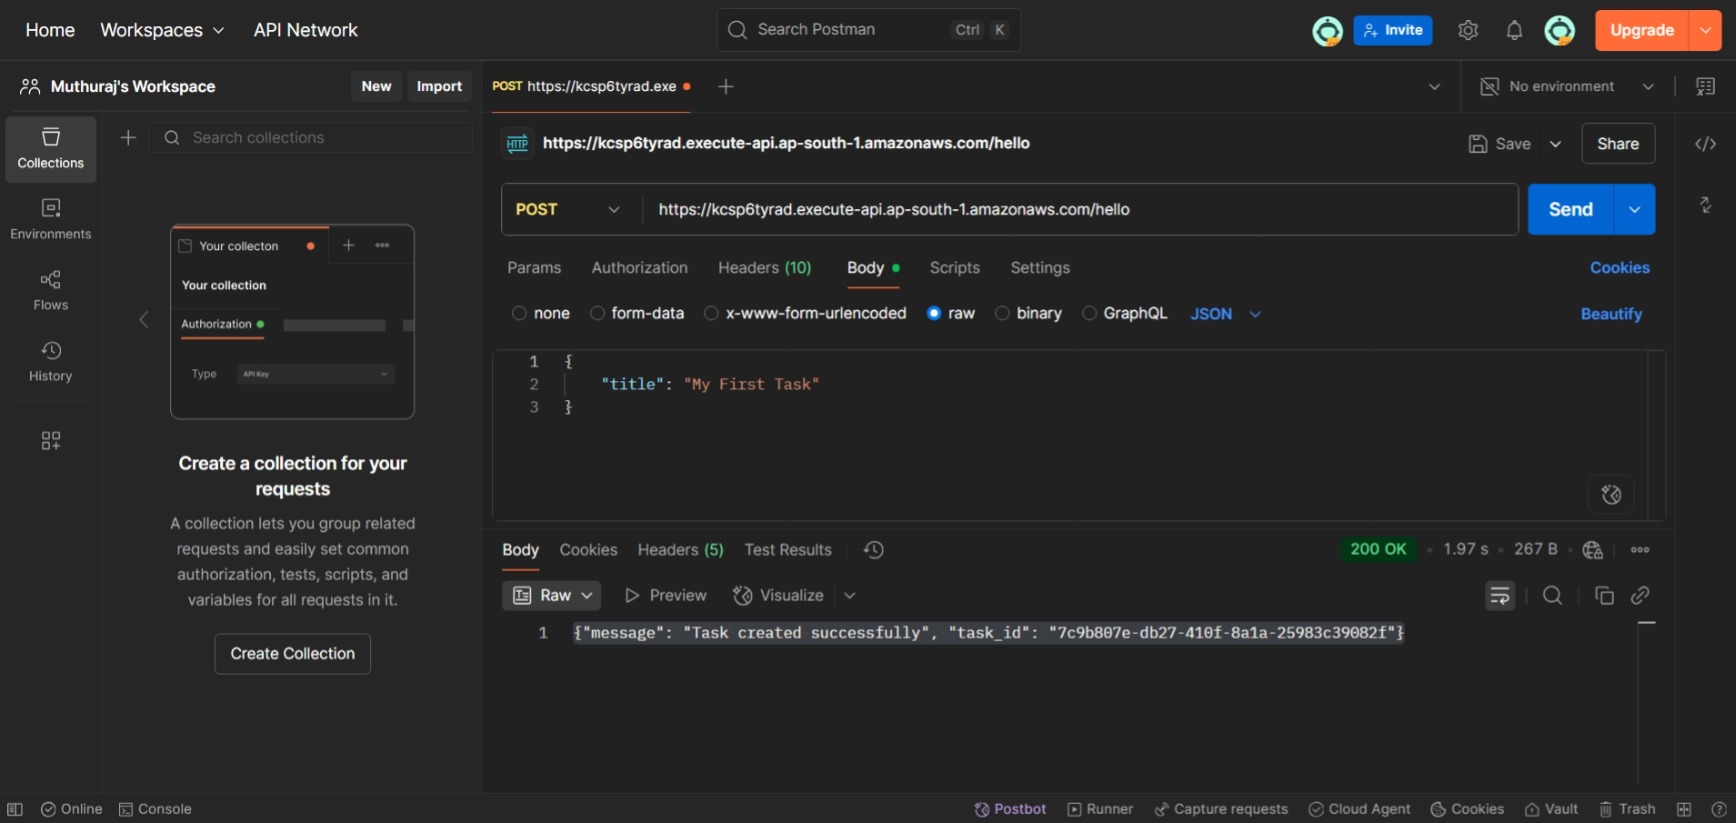 Home Workspaces API Network Search Postman Ctrl K Invite Upgrade
Muthuraj's Workspace New Import POST https://kcsp6tyrad.exe No environment
Search collections
Collections
Environments
Flows
History
Your collecton
Your collection
Authorization
Type API Key
Create a collection for your
requests
A collection lets you group related
requests and easily set common
authorization, tests, scripts, and
variables for all requests in it.
Create Collection
HTTP https://kcsp6tyrad.execute-api.ap-south-1.amazonaws.com/hello Save Share
POST https://kcsp6tyrad.execute-api.ap-south-1.amazonaws.com/hello Send
Params Authorization Headers (10) Body Scripts Settings Cookies
none form-data x-www-form-urlencoded raw binary GraphQL JSON Beautify
1 {
2 "title": "My First Task"
3 }
Body Cookies Headers (5) Test Results 200 OK 1.97 s 267 B
Raw Preview Visualize
1 {"message": "Task created successfully", "task_id": "7c9b807e-db27-410f-8a1a-25983c39082f"}
Online Console Postbot Runner Capture requests Cloud Agent Cookies Vault Trash